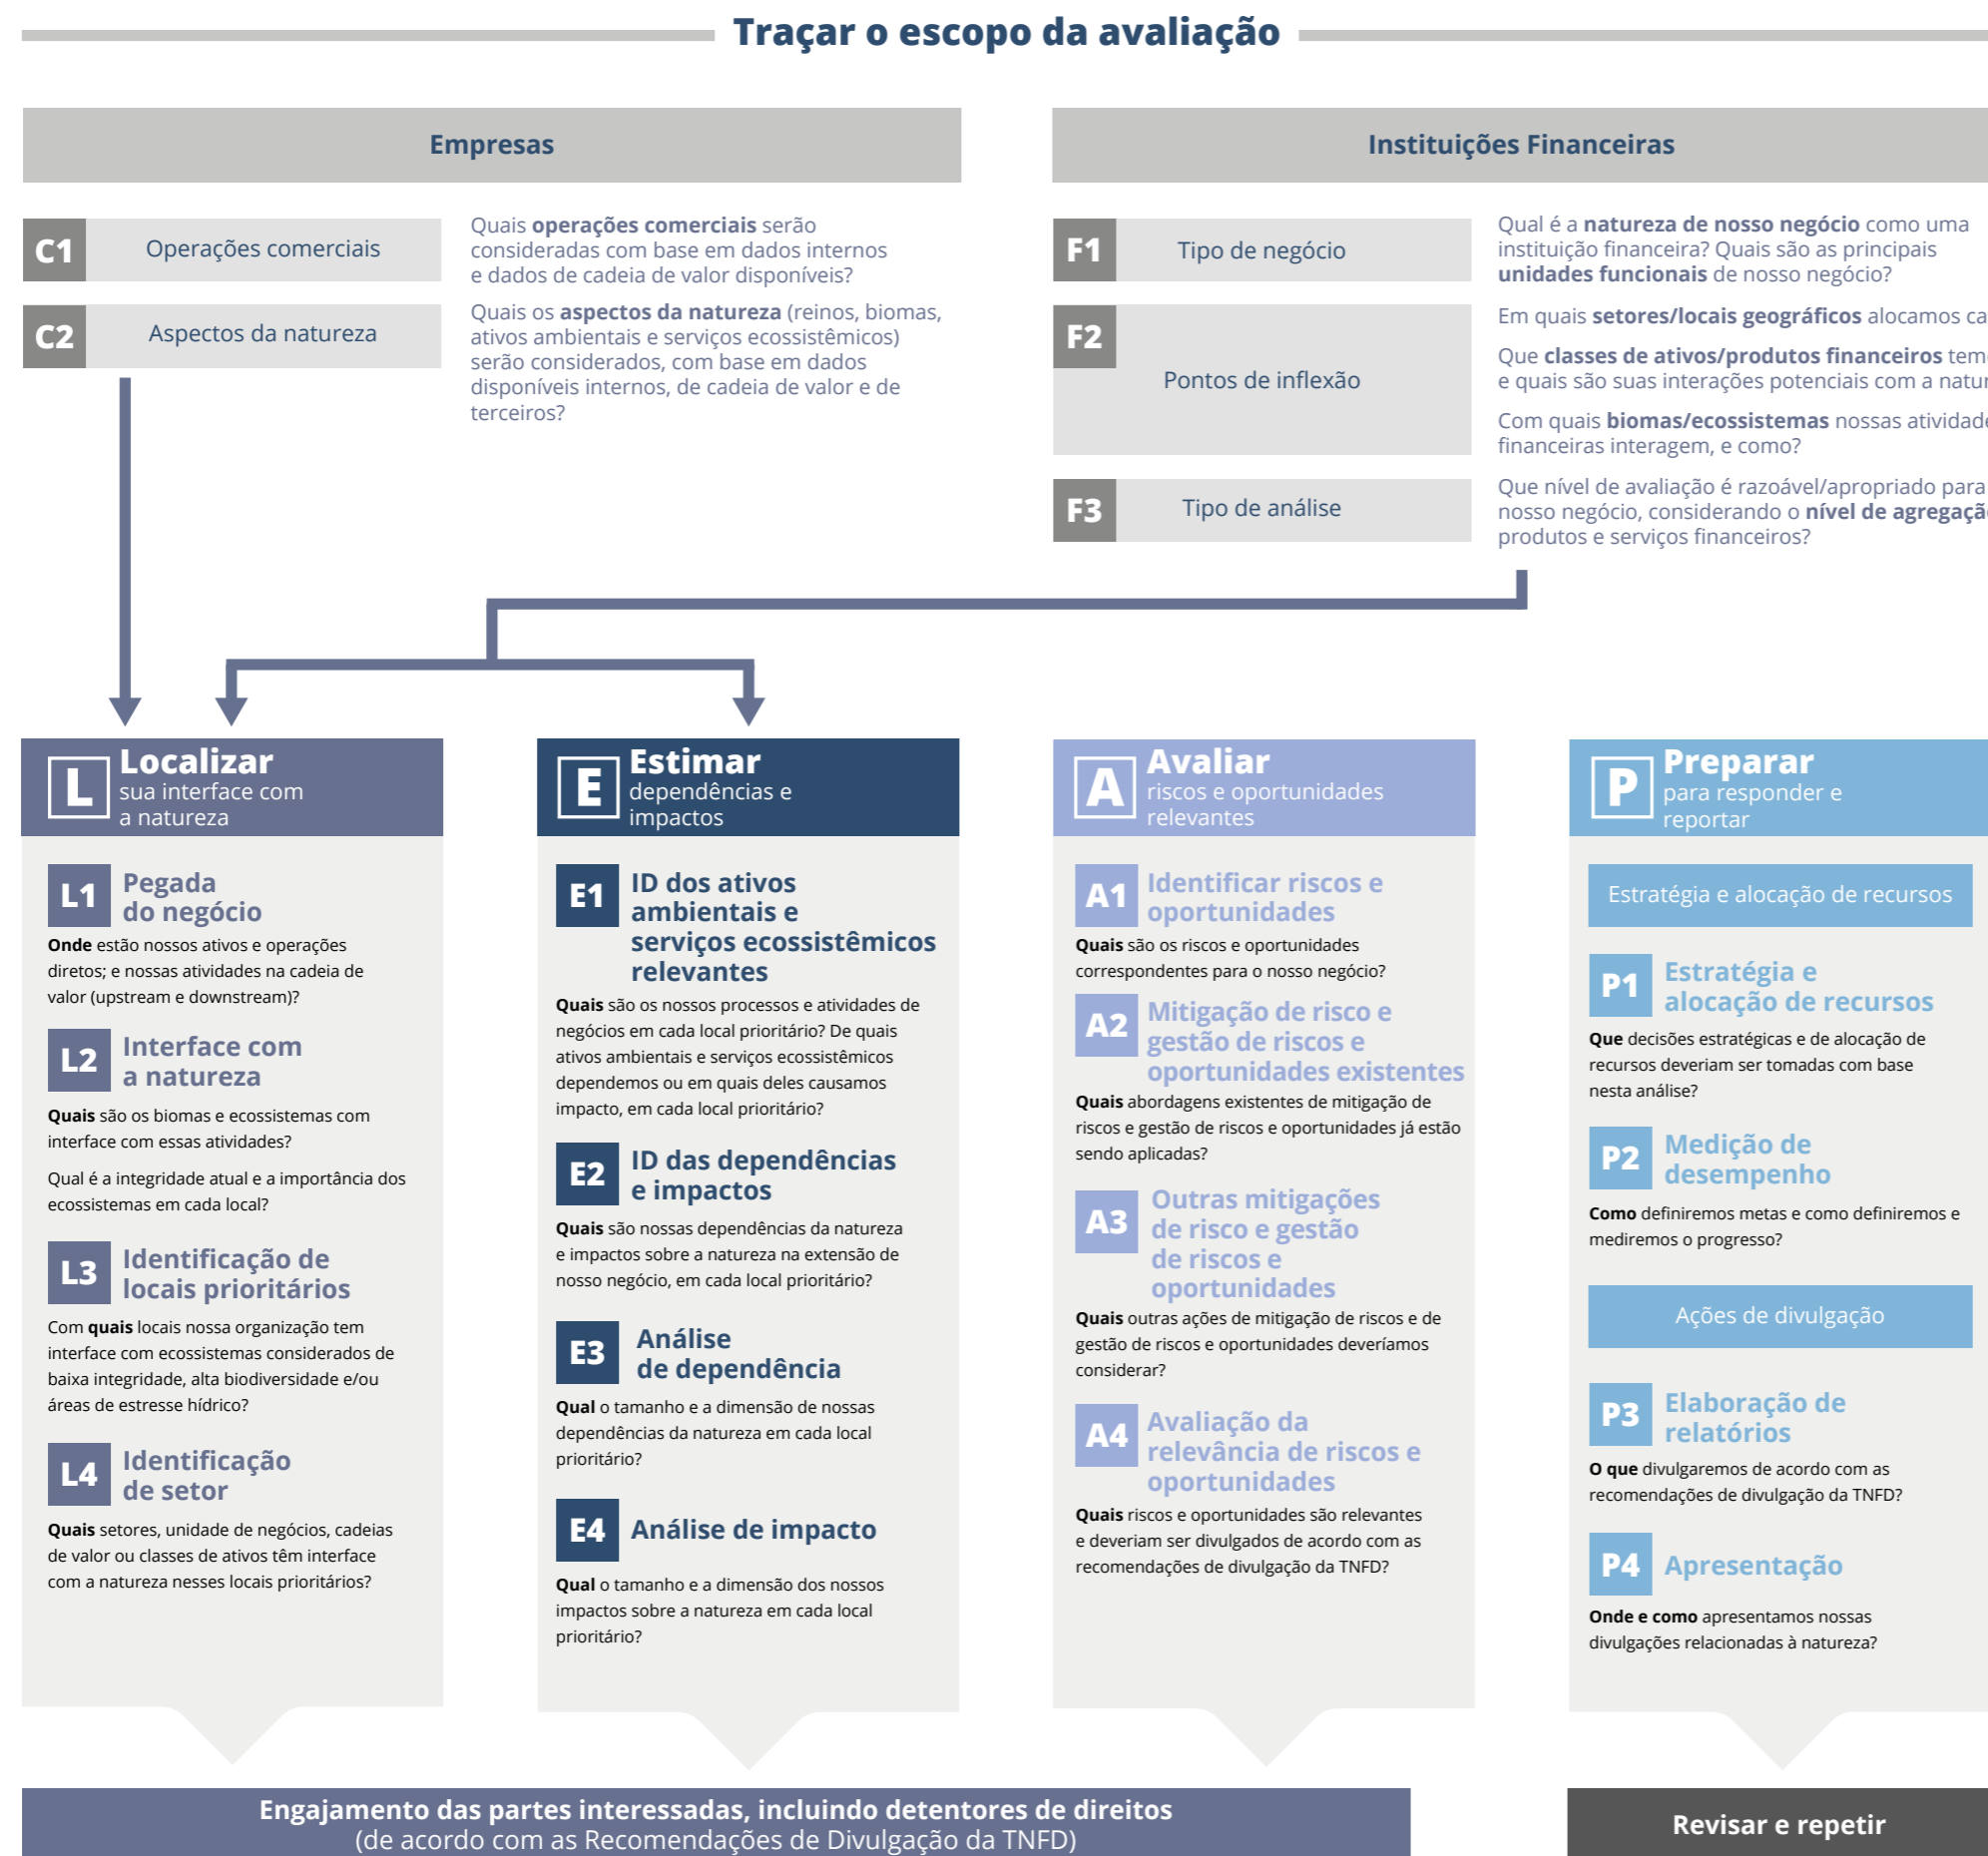 Traçar o escopo da avaliação
Empresas
C1
Operações comerciais
Quais operações comerciais serão
consideradas com base em dados internos
e dados de cadeia de valor disponíveis?
C2
Aspectos da natureza
Quais os aspectos da natureza (reinos, biomas,
ativos ambientais e serviços ecossistêmicos)
serão considerados, com base em dados
disponíveis internos, de cadeia de valor e de
terceiros?
Instituições Financeiras
F1
Tipo de negócio
Qual é a natureza de nosso negócio como uma
instituição financeira? Quais são as principais
unidades funcionais de nosso negócio?
F2
Pontos de inflexão
Em quais setores/locais geográficos alocamos
Que classes de ativos/produtos financeiros
e quais são suas interações potenciais com a
Com quais biomas/ecossistemas nossas
financeiras interagem, e como?
F3
Tipo de análise
Que nível de avaliação é razoável/apropriado para
nosso negócio, considerando o nível de
produtos e serviços financeiros?
L
Localizar
sua interface com
a natureza
L1
Pegada
do negócio
Onde estão nossos ativos e operações
diretos; e nossas atividades na cadeia de
valor (upstream e downstream)?
L2
Interface com
a natureza
Quais são os biomas e ecossistemas com
interface com essas atividades?
Qual é a integridade atual e a importância dos
ecossistemas em cada local?
L3
Identificação de
locais prioritários
Com quais locais nossa organização tem
interface com ecossistemas considerados de
baixa integridade, alta biodiversidade e/ou
áreas de estresse hídrico?
L4
Identificação
de setor
Quais setores, unidade de negócios, cadeias
de valor ou classes de ativos têm interface
com a natureza nesses locais prioritários?
E
Estimar
dependências e
impactos
E1
ID dos ativos
ambientais e
serviços ecossistêmicos
relevantes
Quais são os nossos processos e atividades de
negócios em cada local prioritário? De quais
ativos ambientais e serviços ecossistêmicos
dependemos ou em quais deles causamos
impacto, em cada local prioritário?
E2
ID das dependências
e impactos
Quais são nossas dependências da natureza
e impactos sobre a natureza na extensão de
nosso negócio, em cada local prioritário?
E3
Análise
de dependência
Qual o tamanho e a dimensão de nossas
dependências da natureza em cada local
prioritário?
E4
Análise de impacto
Qual o tamanho e a dimensão dos nossos
impactos sobre a natureza em cada local
prioritário?
A
Avaliar
riscos e oportunidades
relevantes
A1
Identificar riscos e
oportunidades
Quais são os riscos e oportunidades
correspondentes para o nosso negócio?
A2
Mitigação de risco e
gestão de riscos e
oportunidades existentes
Quais abordagens existentes de mitigação de
riscos e gestão de riscos e oportunidades já estão
sendo aplicadas?
A3
Outras mitigações
de risco e gestão
de riscos e
oportunidades
Quais outras ações de mitigação de riscos e de
gestão de riscos e oportunidades deveríamos
considerar?
A4
Avaliação da
relevância de riscos e
oportunidades
Quais riscos e oportunidades são relevantes
e deveriam ser divulgados de acordo com as
recomendações de divulgação da TNFD?
P
Preparar
para responder e
reportar
Estratégia e alocação de recursos
P1
Estratégia e
alocação de recursos
Que decisões estratégicas e de alocação de
recursos deveriam ser tomadas com base
nesta análise?
P2
Medição de
desempenho
Como definiremos metas e como definiremos e
mediremos o progresso?
Ações de divulgação
P3
Elaboração de
relatórios
O que divulgaremos de acordo com as
recomendações de divulgação da TNFD?
P4
Apresentação
Onde e como apresentamos nossas
divulgações relacionadas à natureza?
Engajamento das partes interessadas, incluindo detentores de direitos
(de acordo com as Recomendações de Divulgação da TNFD)
Revisar e repetir